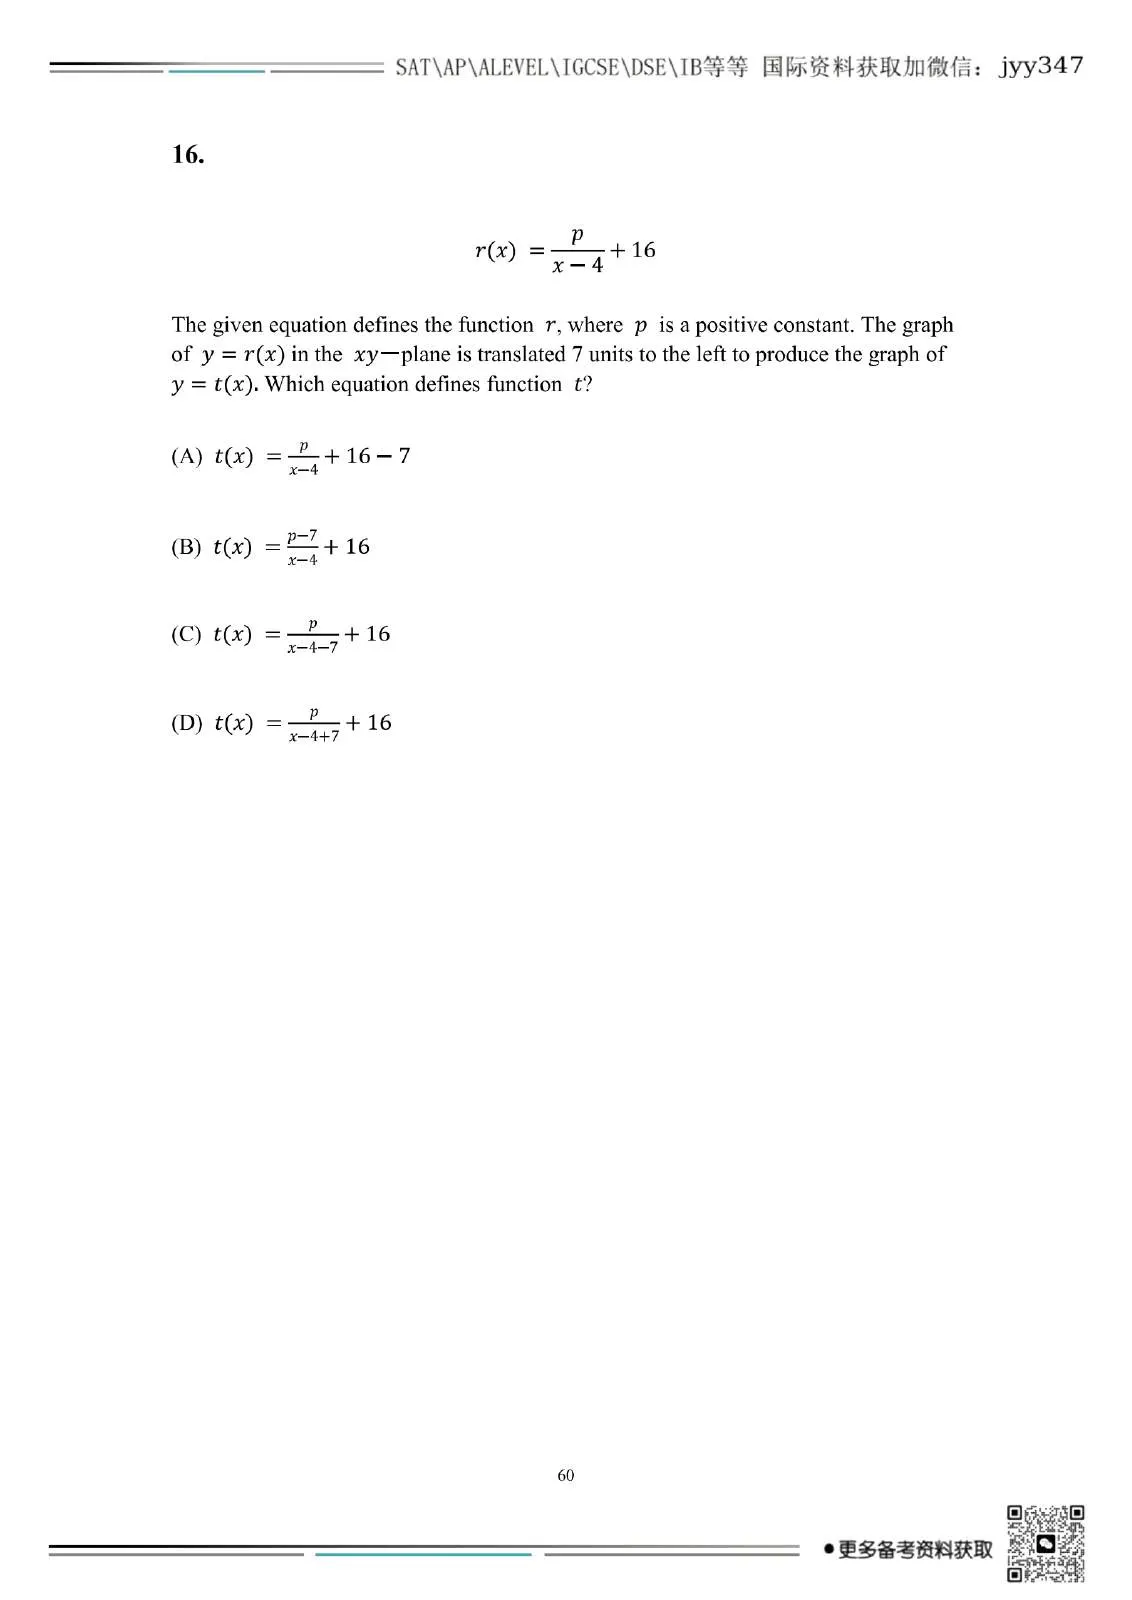 SAT\AP\ALEVEL\IGCSE\DSE\IB等等 国际资料获取加微信：jyy347
16.
r(x) = p/(x − 4) + 16
The given equation defines the function r, where p is a positive constant. The graph
of y = r(x) in the xy—plane is translated 7 units to the left to produce the graph of
y = t(x). Which equation defines function t?
(A) t(x) = p/(x−4) + 16 − 7
(B) t(x) = (p−7)/(x−4) + 16
(C) t(x) = p/(x−4−7) + 16
(D) t(x) = p/(x−4+7) + 16
60
●更多备考资料获取